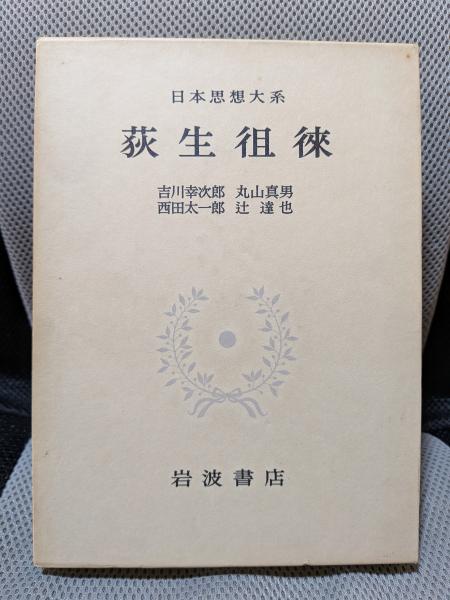 日本思想大系
荻生徂徠
吉川幸次郎 丸山真男
西田太一郎 辻達也
岩波書店